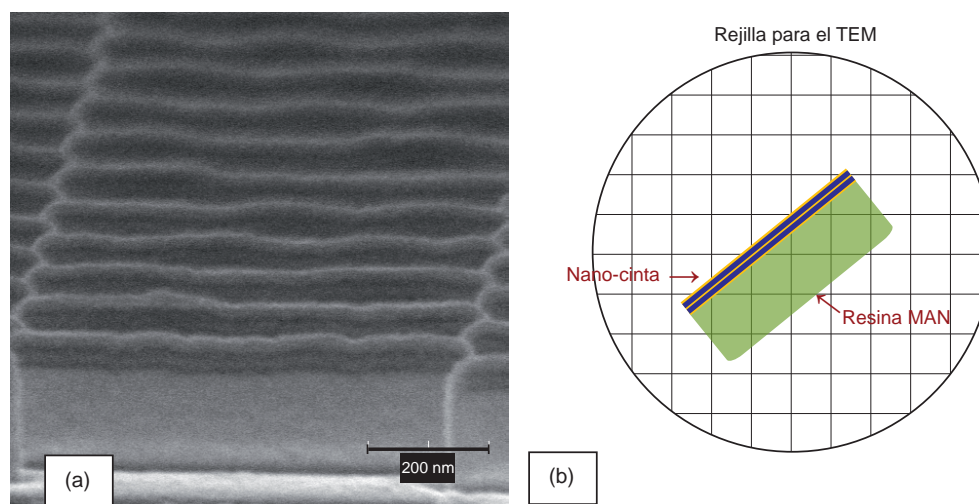 (a)
200 nm
Rejilla para el TEM
Nano-cinta
Resina MAN
(b)